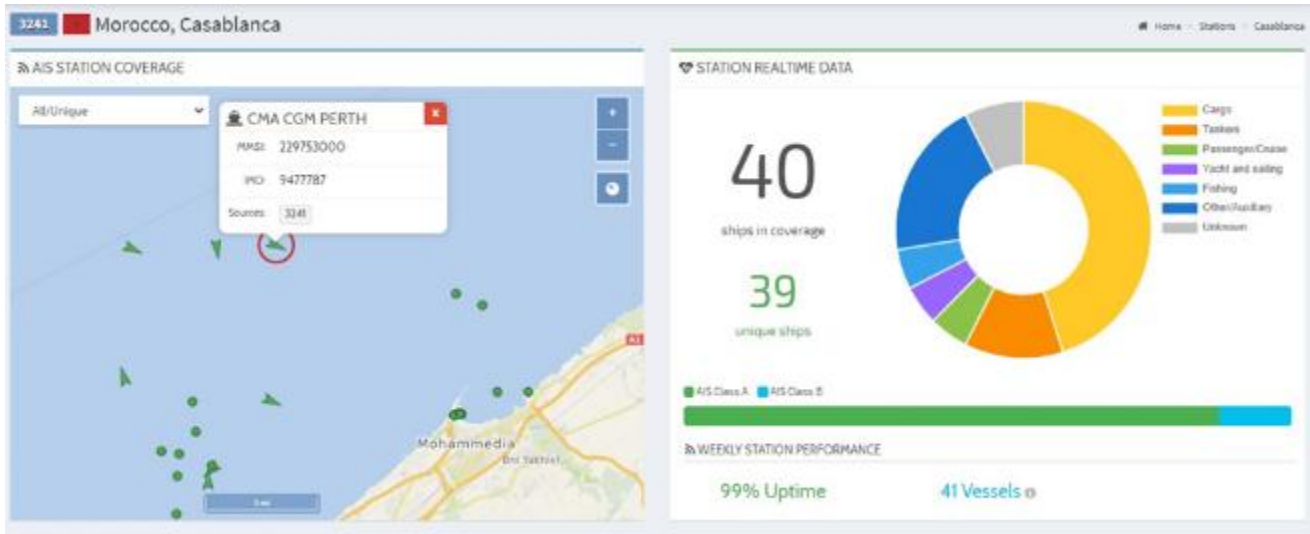 3241 Morocco, Casablanca
Home Stations Casablanca
AIS STATION COVERAGE
All/Unique
CMA CGM PERTH
MMSI: 229753000
IMO: 9477787
Sources: 3241
+
−
A1
Mohammedia
STATION REALTIME DATA
40
ships in coverage
39
unique ships
Cargo
Tankers
Passenger/Cruise
Yacht and sailing
Fishing
Other/Auxiliary
Unknown
AIS Class A AIS Class B
WEEKLY STATION PERFORMANCE
99% Uptime 41 Vessels